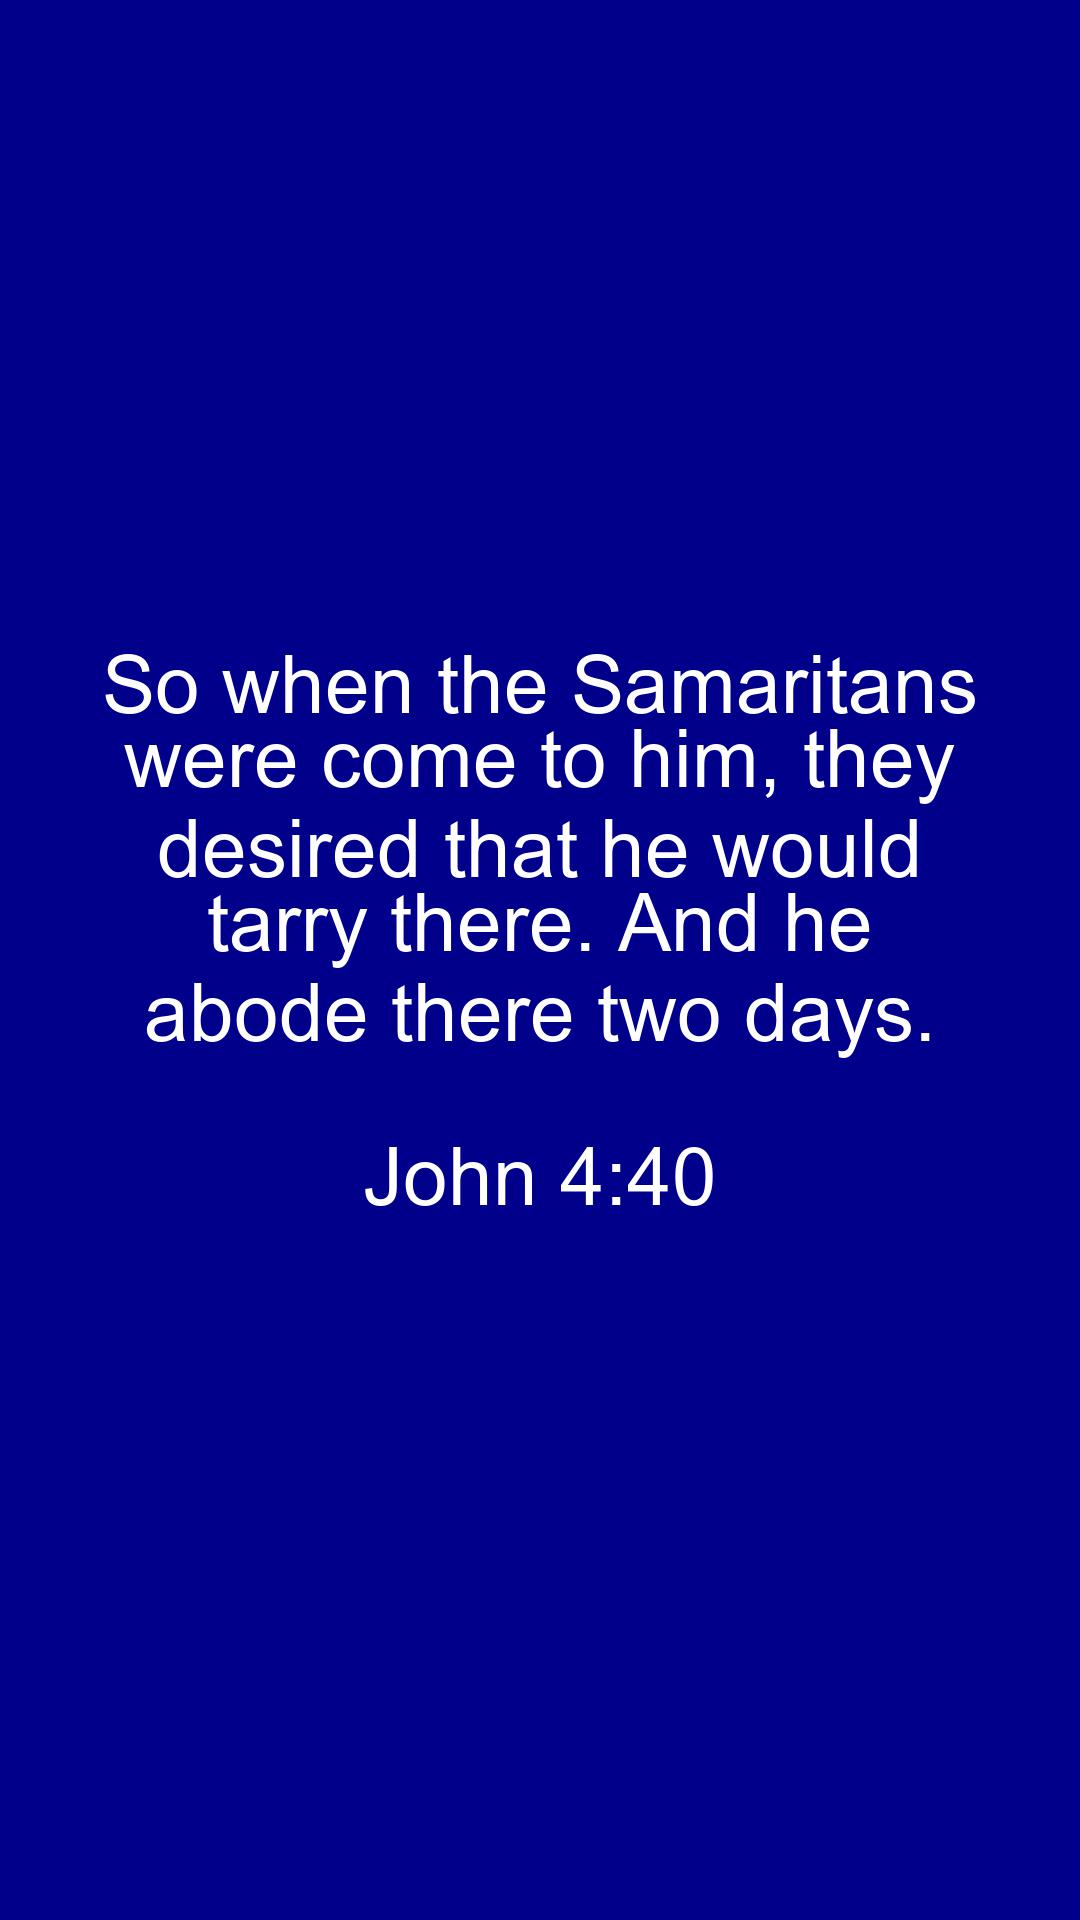 So when the Samaritans
were come to him, they
desired that he would
tarry there. And he
abode there two days.
John 4:40